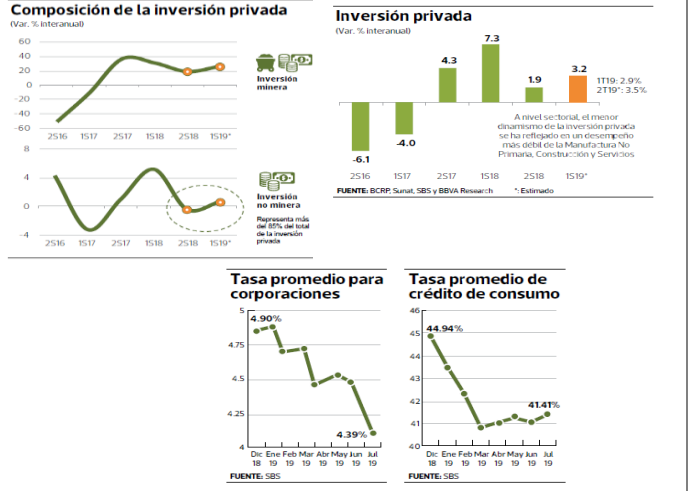 Composición de la inversión privada
(Var. % interanual)
60
40
20
0
-20
-40
-60
2S16 1S17 2S17 1S18 2S18 1S19*
Inversión
minera
8
4
0
-4
2S16 1S17 2S17 1S18 2S18 1S19*
Inversión
no minera
Representa más
del 85% del total
de la inversión
privada
Inversión privada
(Var. % interanual)
-6.1
-4.0
4.3
7.3
1.9
3.2
1T19: 2.9%
2T19*: 3.5%
A nivel sectorial, el menor
dinamismo de la inversión privada
se ha reflejado en un desempeño
más débil de la Manufactura No
Primaria, Construcción y Servicios
2S16 1S17 2S17 1S18 2S18 1S19*
FUENTE: BCRP, Sunat, SBS y BBVA Research *: Estimado
Tasa promedio para
corporaciones
5
4.75
4.5
4.25
4
4.90%
4.39%
Dic Ene Feb Mar Abr May Jun Jul
18 19 19 19 19 19 19 19
FUENTE: SBS
Tasa promedio de
crédito de consumo
46
45
44
43
42
41
40
44.94%
41.41%
Dic Ene Feb Mar Abr May Jun Jul
18 19 19 19 19 19 19 19
FUENTE: SBS